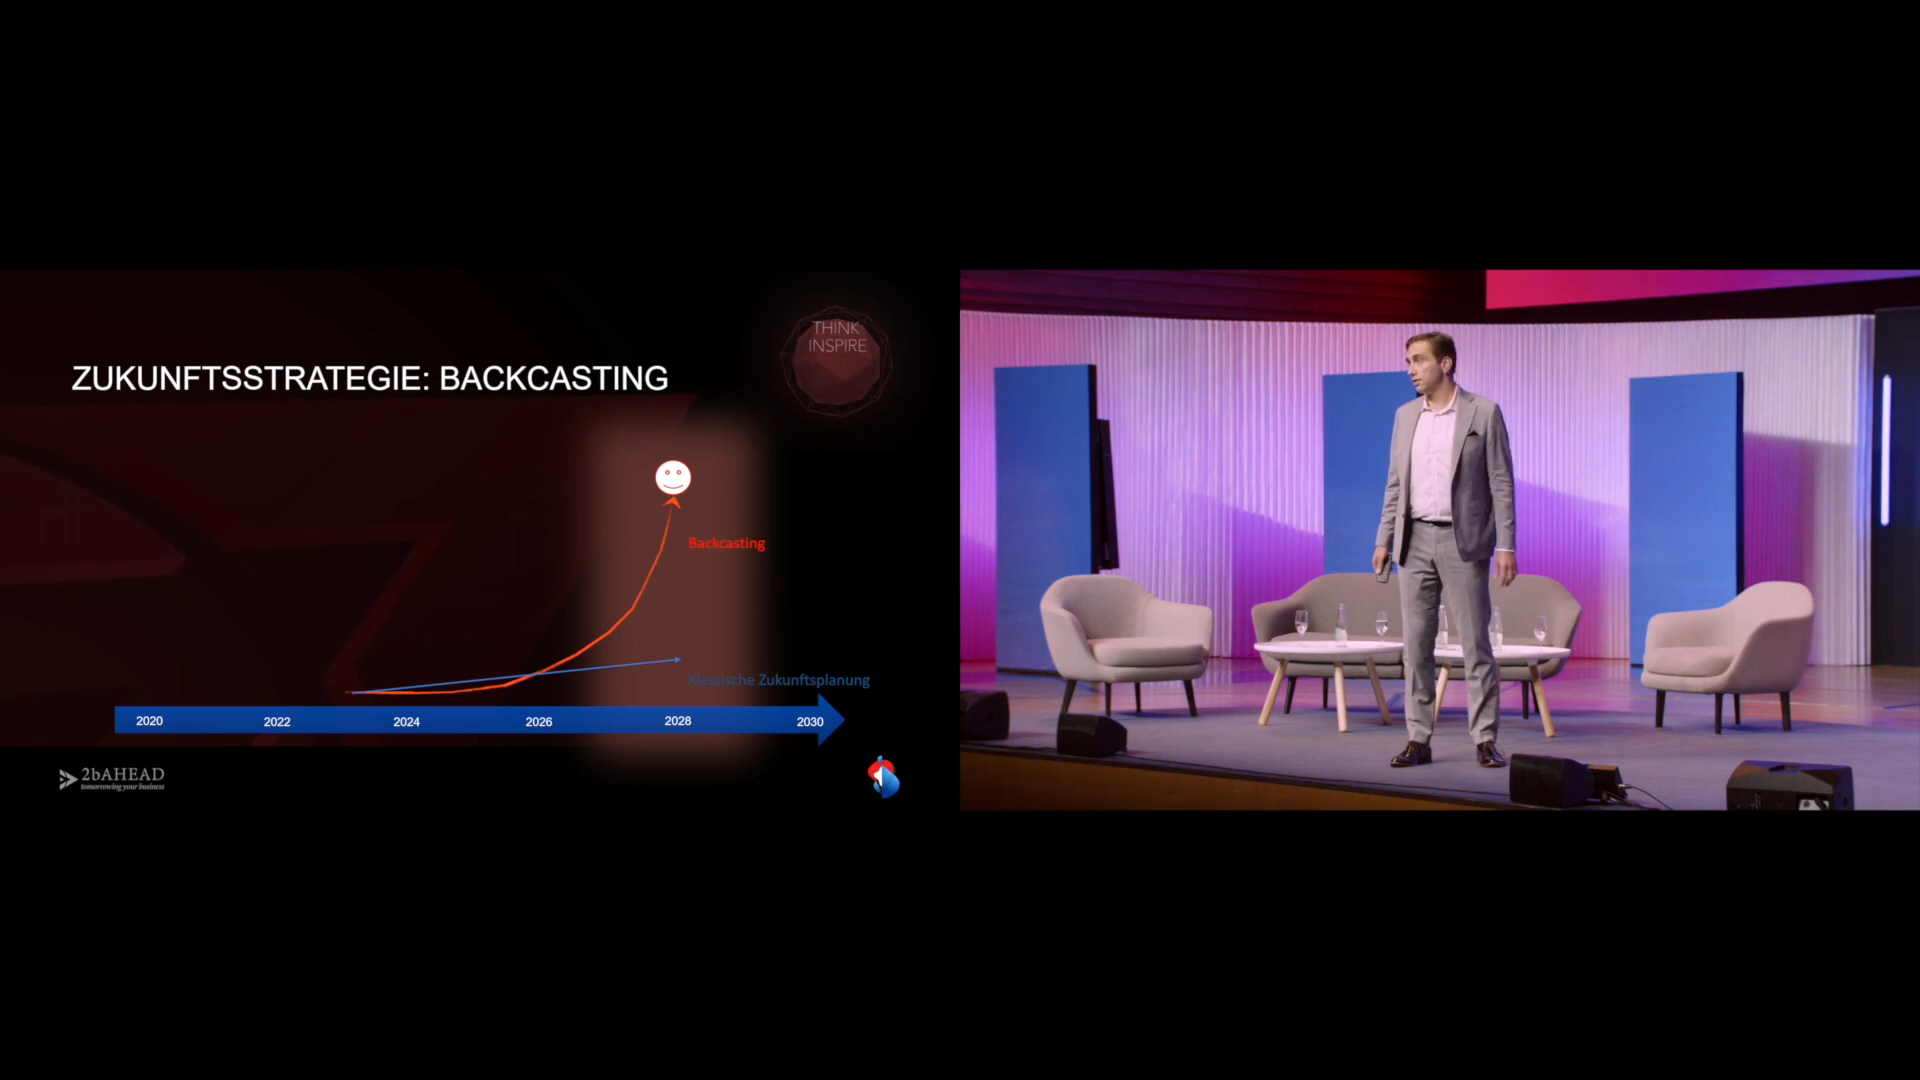 THINK
INSPIRE
ZUKUNFTSSTRATEGIE: BACKCASTING
Backcasting
Klassische Zukunftsplanung
2020 2022 2024 2026 2028 2030
2bAHEAD
tomorrowing your business